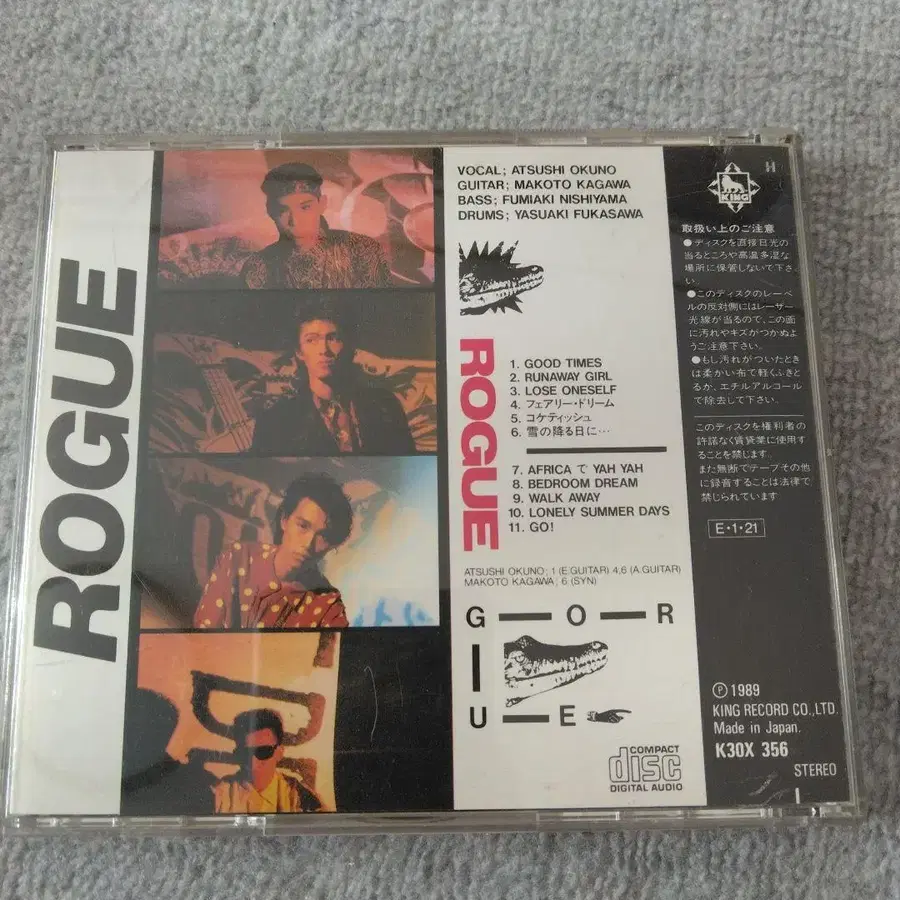 ROGUE
VOCAL; ATSUSHI OKUNO
GUITAR; MAKOTO KAGAWA
BASS; FUMIAKI NISHIYAMA
DRUMS; YASUAKI FUKASAWA
ROGUE
1. GOOD TIMES
2. RUNAWAY GIRL
3. LOSE ONESELF
4. フェアリー・ドリーム
5. コケティッシュ
6. 雪の降る日に…
7. AFRICA で YAH YAH
8. BEDROOM DREAM
9. WALK AWAY
10. LONELY SUMMER DAYS
11. GO!
ATSUSHI OKUNO; 1 (E.GUITAR) 4,6 (A.GUITAR)
MAKOTO KAGAWA; 6 (SYN)
G—O—R
I
U—E
COMPACT
disc
DIGITAL AUDIO
H
KING
取扱い上のご注意
●ディスクを直接日光の
当るところや高温多湿な
場所に保管しないで下さ
い。
●このディスクのレーベ
ルの反対側にはレーザー
光線が当るので、この面
に汚れやキズがつかぬよ
うご注意下さい。
●もし汚れがついたとき
は柔かい布で軽くふきと
るか、エチルアルコール
で除去して下さい。
このディスクを権利者の
許諾なく賃貸業に使用す
ることを禁じます。
また無断でテープその他
に録音することは法律で
禁じられています
E・1・21
Ⓟ 1989
KING RECORD CO.,LTD.
Made in Japan.
K30X 356
STEREO